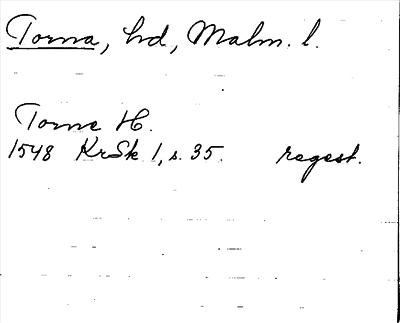 Torna, hd, Malm. l.
Torne H.
1548 KrSk 1, s. 35. regest.